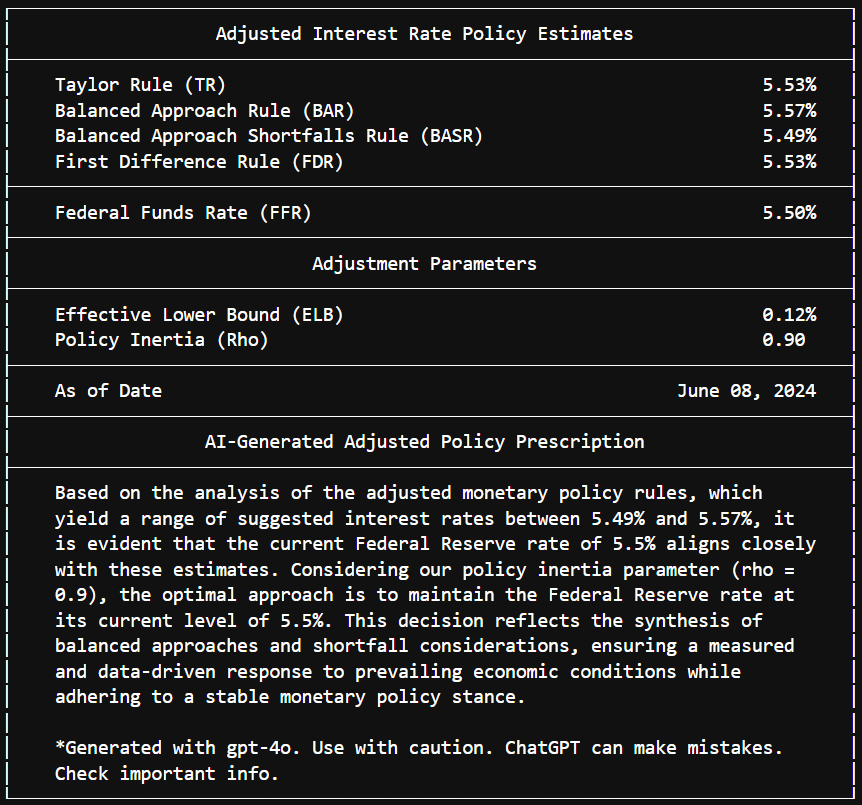 Adjusted Interest Rate Policy Estimates
Taylor Rule (TR) 5.53%
Balanced Approach Rule (BAR) 5.57%
Balanced Approach Shortfalls Rule (BASR) 5.49%
First Difference Rule (FDR) 5.53%
Federal Funds Rate (FFR) 5.50%
Adjustment Parameters
Effective Lower Bound (ELB) 0.12%
Policy Inertia (Rho) 0.90
As of Date June 08, 2024
AI-Generated Adjusted Policy Prescription
Based on the analysis of the adjusted monetary policy rules, which
yield a range of suggested interest rates between 5.49% and 5.57%, it
is evident that the current Federal Reserve rate of 5.5% aligns closely
with these estimates. Considering our policy inertia parameter (rho =
0.9), the optimal approach is to maintain the Federal Reserve rate at
its current level of 5.5%. This decision reflects the synthesis of
balanced approaches and shortfall considerations, ensuring a measured
and data-driven response to prevailing economic conditions while
adhering to a stable monetary policy stance.
*Generated with gpt-4o. Use with caution. ChatGPT can make mistakes.
Check important info.